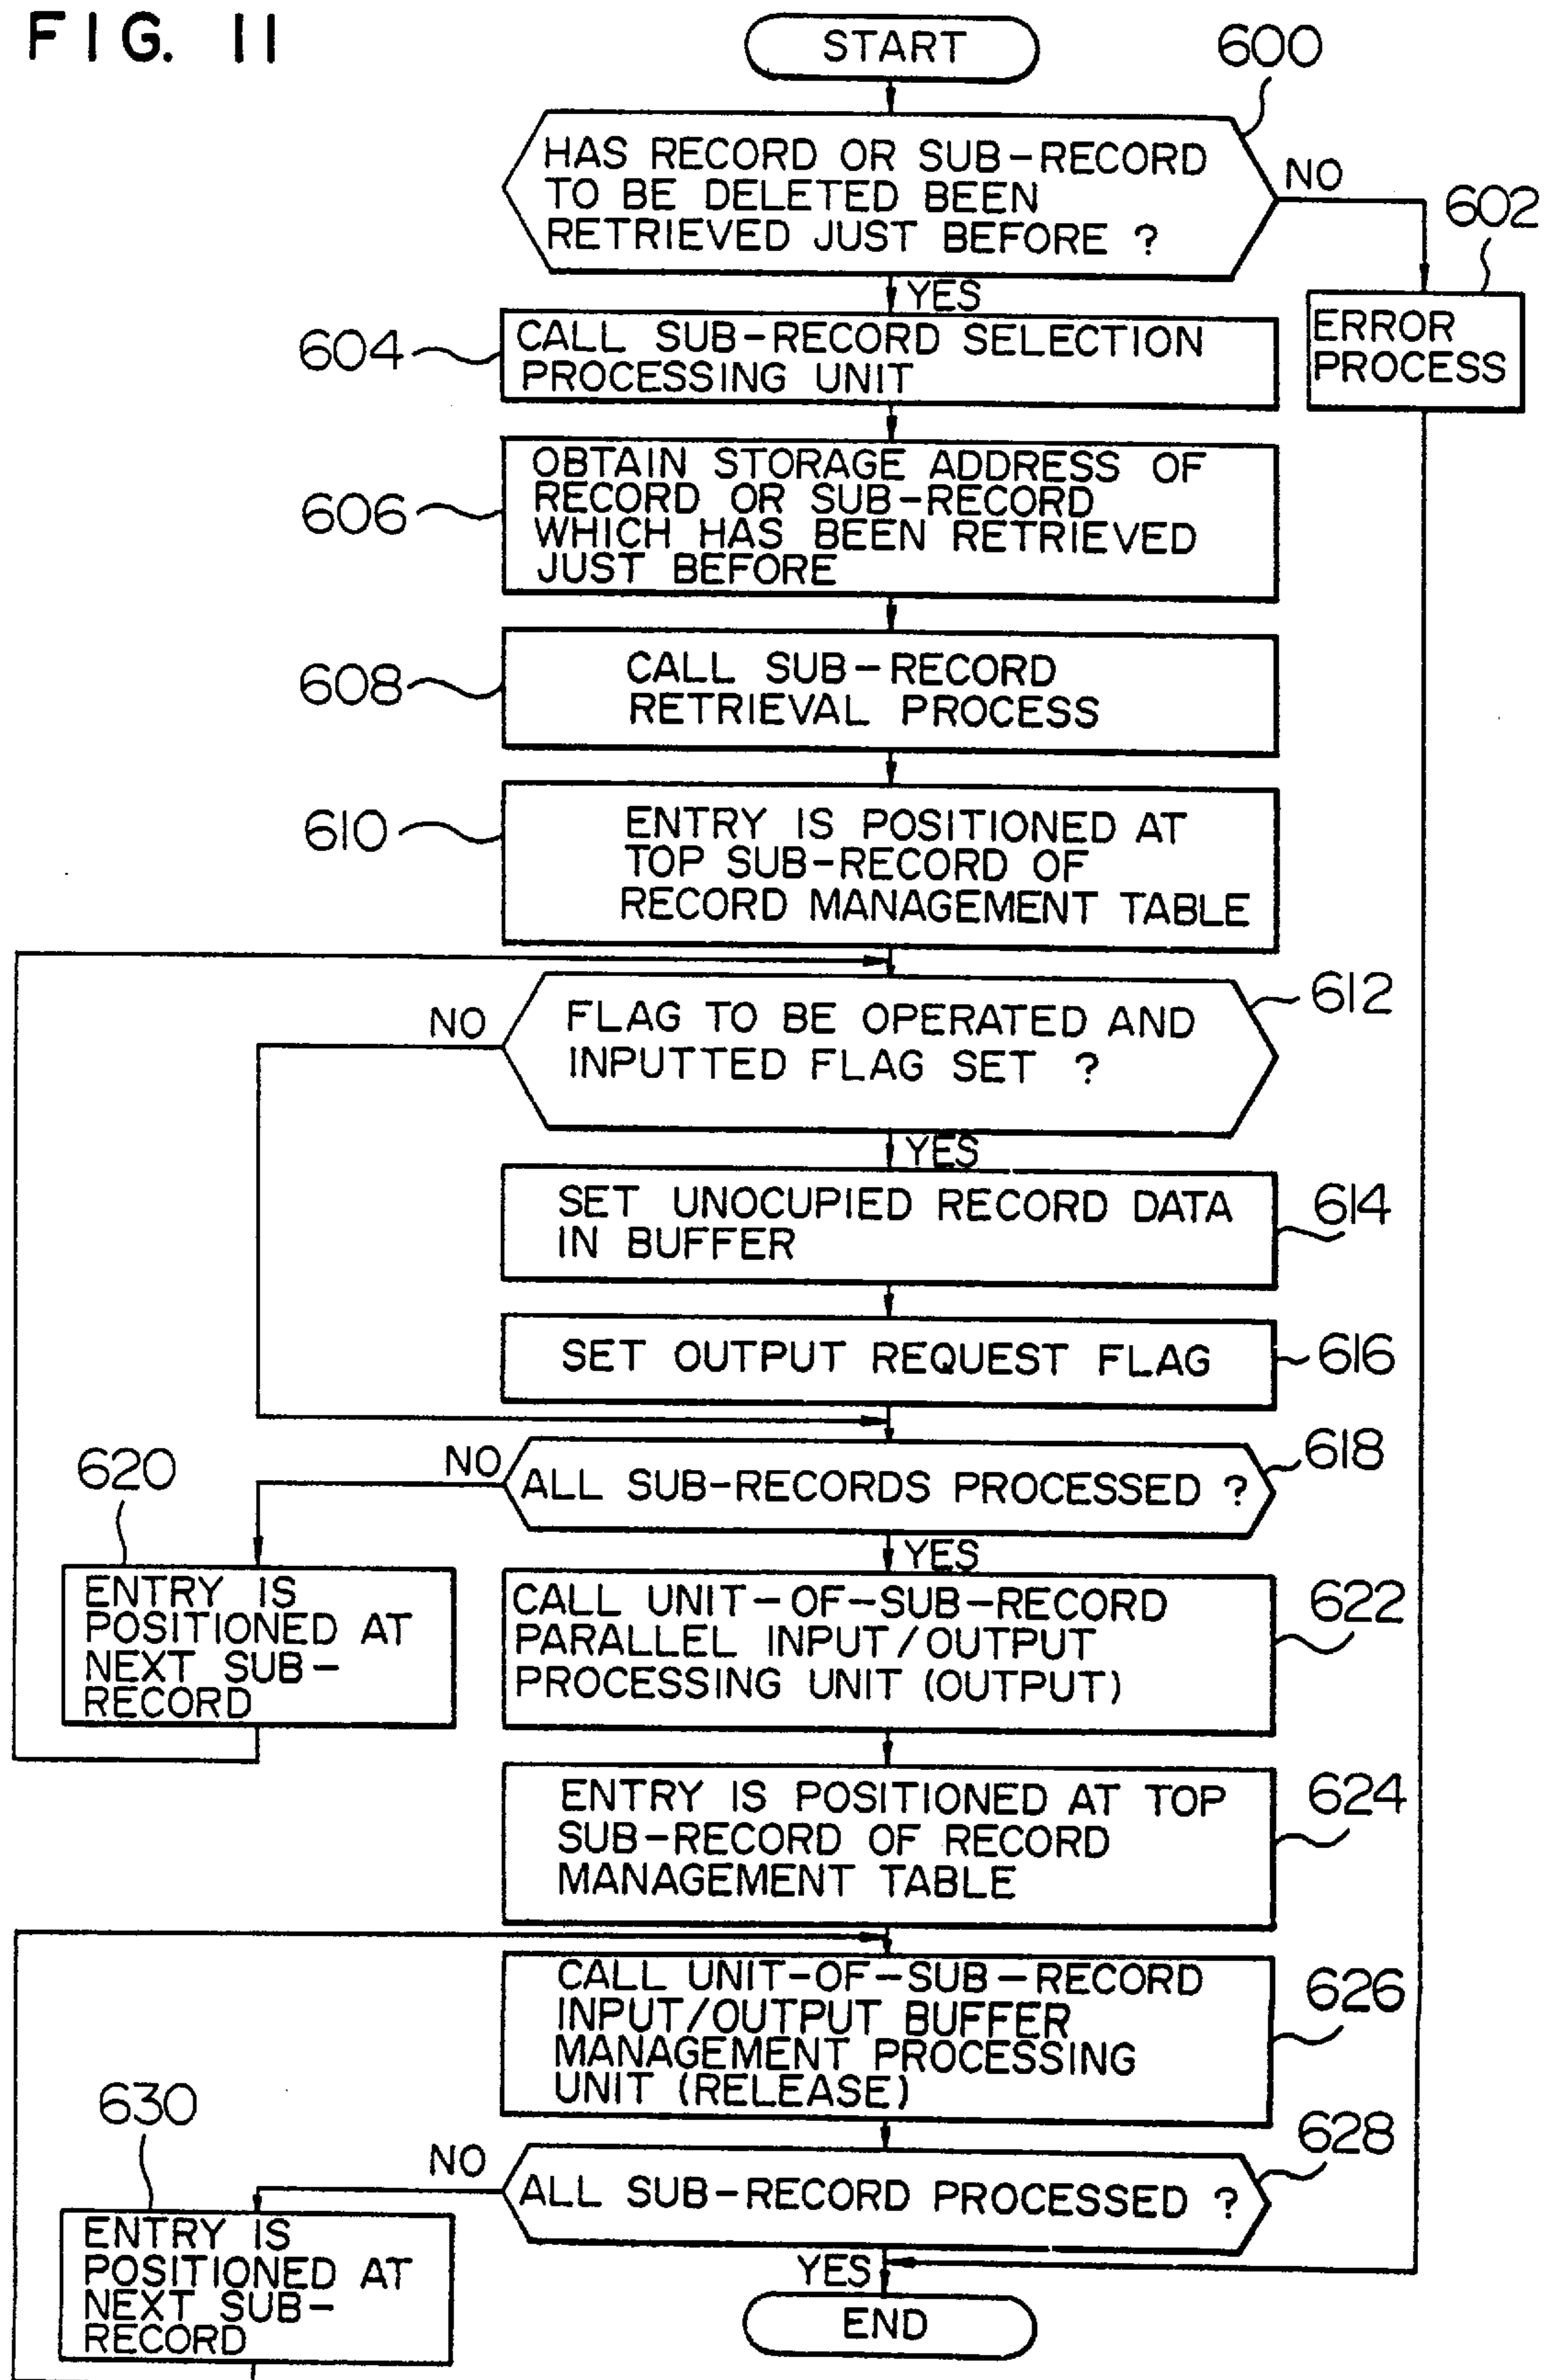 FIG. 11
START
600
HAS RECORD OR SUB-RECORD
TO BE DELETED BEEN
RETRIEVED JUST BEFORE ?
NO
602
YES
ERROR
PROCESS
604
CALL SUB-RECORD SELECTION
PROCESSING UNIT
606
OBTAIN STORAGE ADDRESS OF
RECORD OR SUB-RECORD
WHICH HAS BEEN RETRIEVED
JUST BEFORE
608
CALL SUB-RECORD
RETRIEVAL PROCESS
610
ENTRY IS POSITIONED AT
TOP SUB-RECORD OF
RECORD MANAGEMENT TABLE
612
NO
FLAG TO BE OPERATED AND
INPUTTED FLAG SET ?
YES
SET UNOCUPIED RECORD DATA
IN BUFFER
614
SET OUTPUT REQUEST FLAG
616
618
620
NO
ALL SUB-RECORDS PROCESSED ?
YES
ENTRY IS
POSITIONED AT
NEXT SUB-
RECORD
CALL UNIT-OF-SUB-RECORD
PARALLEL INPUT/OUTPUT
PROCESSING UNIT (OUTPUT)
622
ENTRY IS POSITIONED AT TOP
SUB-RECORD OF RECORD
MANAGEMENT TABLE
624
CALL UNIT-OF-SUB-RECORD
INPUT/OUTPUT BUFFER
MANAGEMENT PROCESSING
UNIT (RELEASE)
626
630
628
NO
ALL SUB-RECORD PROCESSED ?
ENTRY IS
POSITIONED AT
NEXT SUB-
RECORD
YES
END